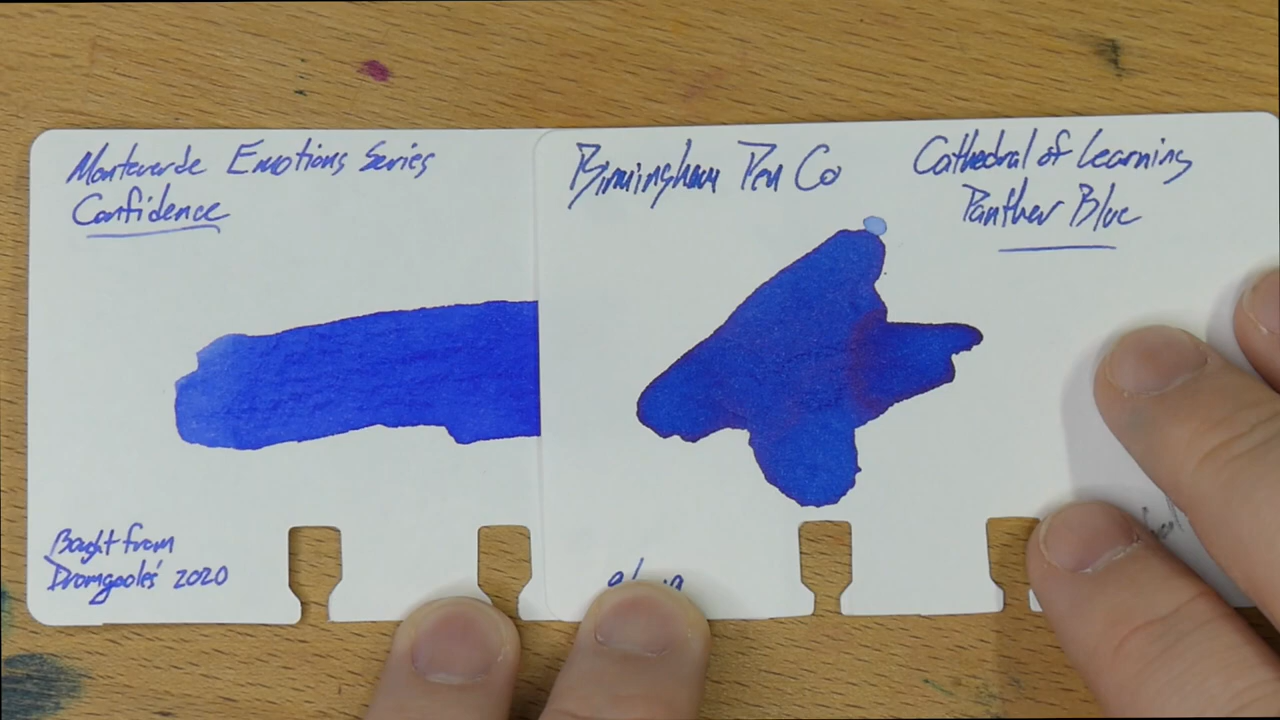 Monteverde Emotions Series
Confidence
Bought from
Dromgooles' 2020
Birmingham Pen Co
Cathedral of Learning
Panther Blue